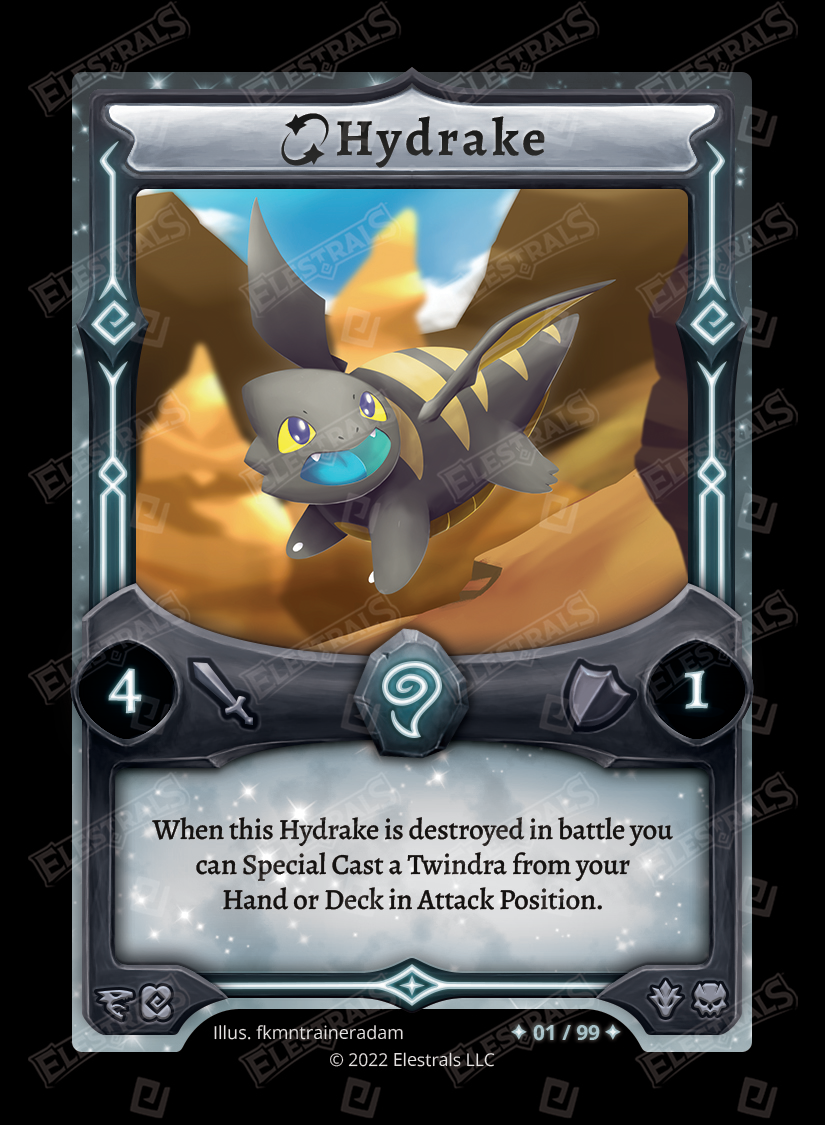 Hydrake
4
1
When this Hydrake is destroyed in battle you
can Special Cast a Twindra from your
Hand or Deck in Attack Position.
Illus. fkmntraineradam
01 / 99
© 2022 Elestrals LLC
ELESTRALS